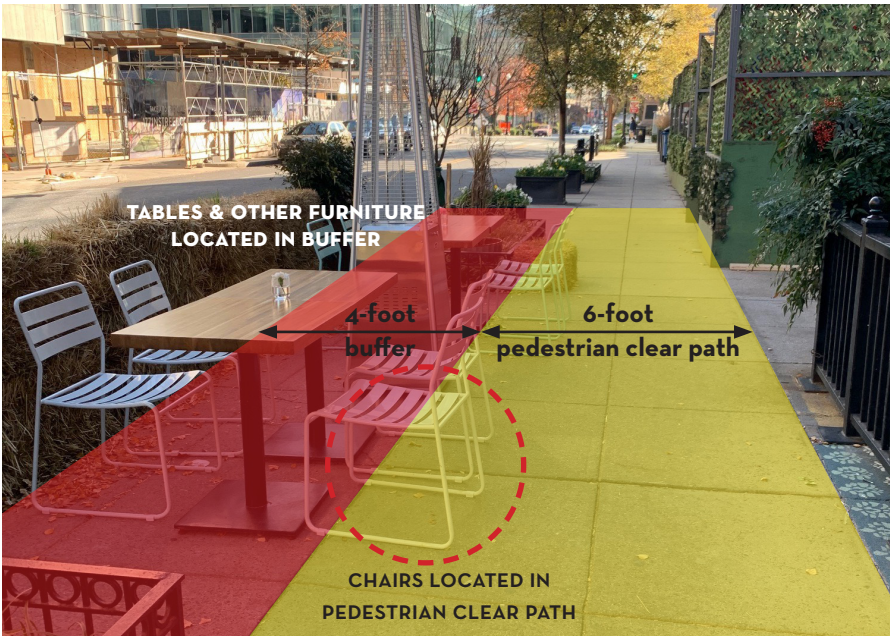 TABLES & OTHER FURNITURE
LOCATED IN BUFFER
4-foot
buffer
6-foot
pedestrian clear path
CHAIRS LOCATED IN
PEDESTRIAN CLEAR PATH